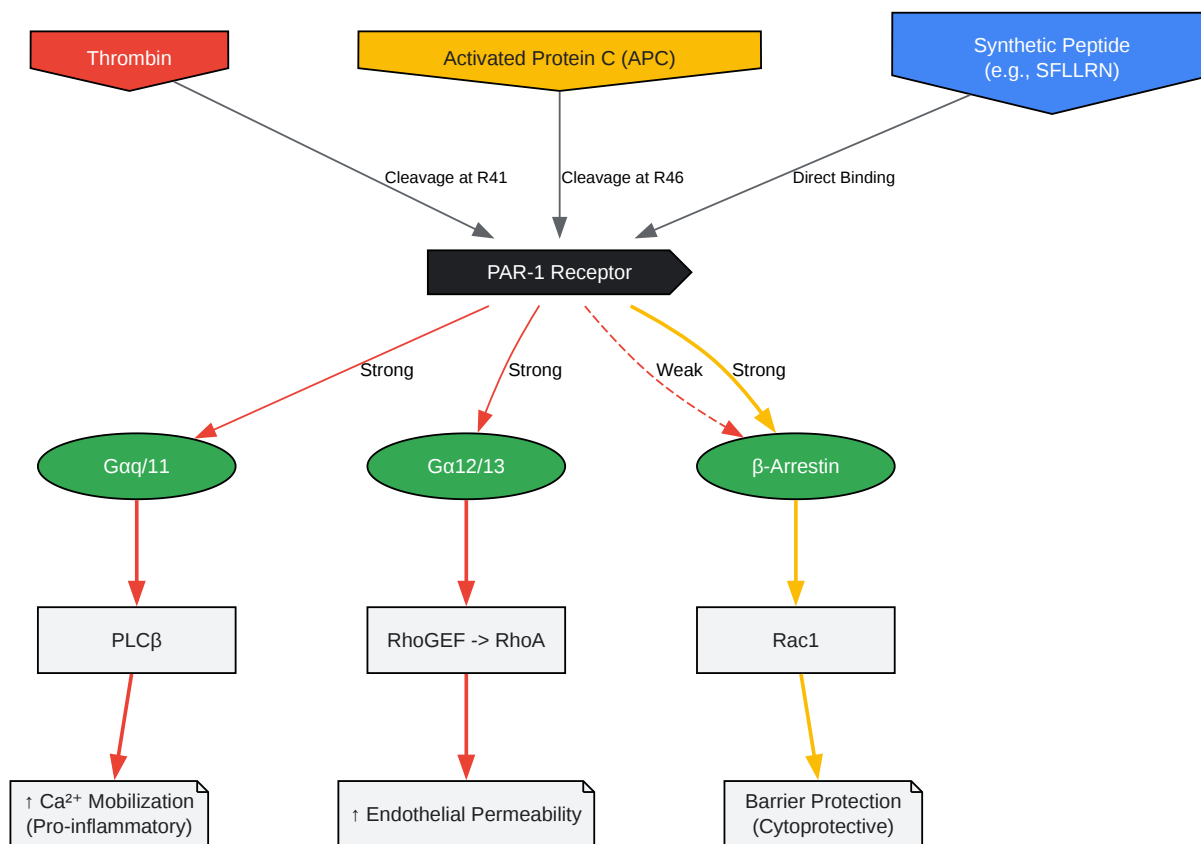 Thrombin
Activated Protein C (APC)
Synthetic Peptide
(e.g., SFLLRN)
Cleavage at R41
Cleavage at R46
Direct Binding
PAR-1 Receptor
Strong
Strong
Weak
Strong
Gαq/11
Gα12/13
β-Arrestin
PLCβ
RhoGEF -> RhoA
Rac1
↑ Ca²⁺ Mobilization
(Pro-inflammatory)
↑ Endothelial Permeability
Barrier Protection
(Cytoprotective)